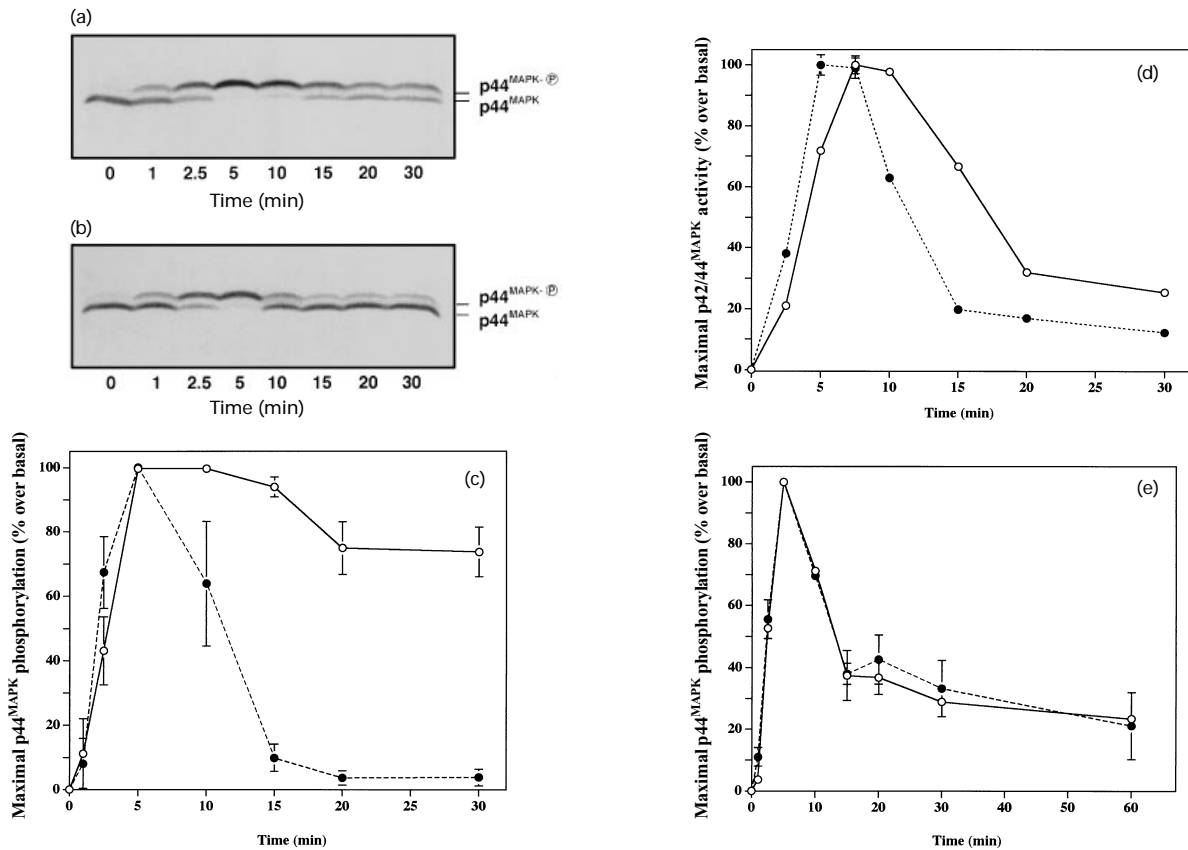 (a)
p44MAPK-Ⓟ
p44MAPK
0 1 2.5 5 10 15 20 30
Time (min)
(b)
p44MAPK-Ⓟ
p44MAPK
0 1 2.5 5 10 15 20 30
Time (min)
(c)
Maximal p44MAPK phosphorylation (% over basal)
100
80
60
40
20
0
0 5 10 15 20 25 30
Time (min)
(d)
Maximal p42/44MAPK activity (% over basal)
100
80
60
40
20
0
0 5 10 15 20 25 30
Time (min)
(e)
Maximal p44MAPK phosphorylation (% over basal)
100
80
60
40
20
0
0 10 20 30 40 50 60
Time (min)